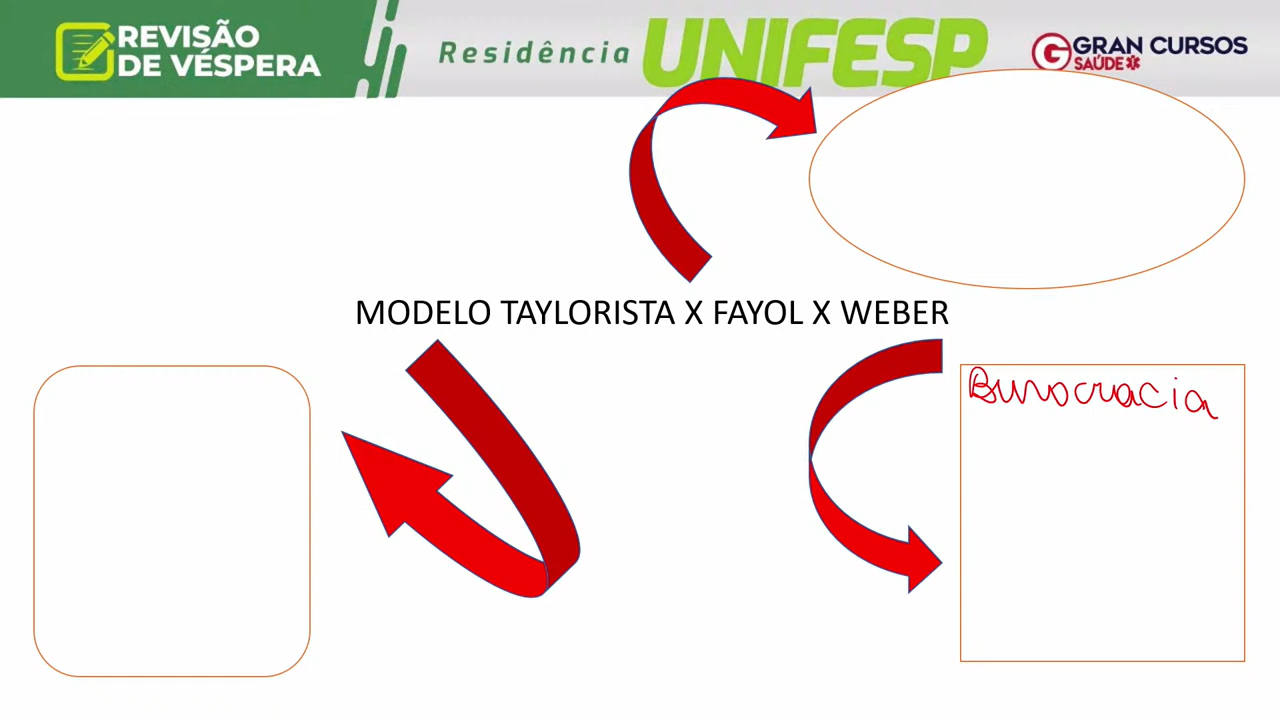 REVISÃO
DE VÉSPERA
Residência
UNIFESP
GRAN CURSOS
SAÚDE
MODELO TAYLORISTA X FAYOL X WEBER
Burocracia